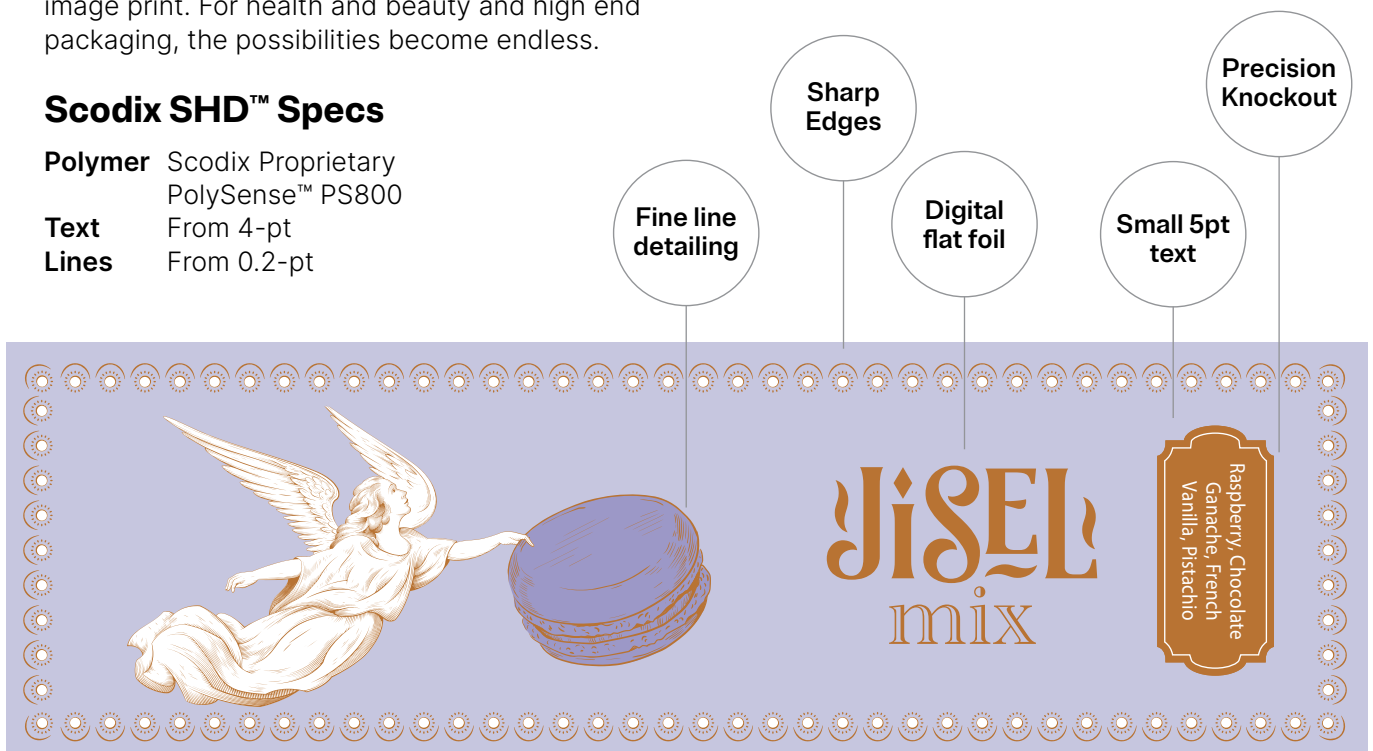 image print. For health and beauty and high end
packaging, the possibilities become endless.
Scodix SHD™ Specs
Polymer Scodix Proprietary
PolySense™ PS800
Text From 4-pt
Lines From 0.2-pt
Fine line
detailing
Sharp
Edges
Digital
flat foil
Small 5pt
text
Precision
Knockout
JiSEL
mix
Raspberry, Chocolate
Ganache, French
Vanilla, Pistachio